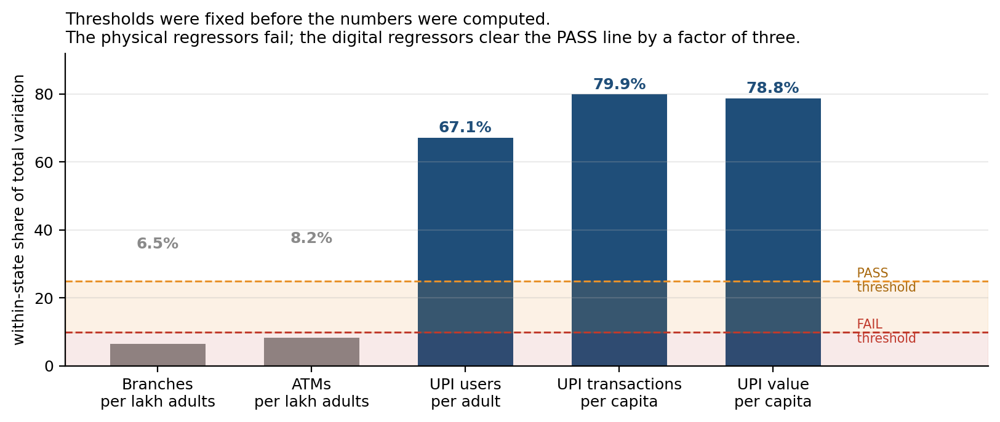 Thresholds were fixed before the numbers were computed.
The physical regressors fail; the digital regressors clear the PASS line by a factor of three.
within-state share of total variation
80
60
40
20
0
6.5%
8.2%
67.1%
79.9%
78.8%
PASS
threshold
FAIL
threshold
Branches
per lakh adults
ATMs
per lakh adults
UPI users
per adult
UPI transactions
per capita
UPI value
per capita